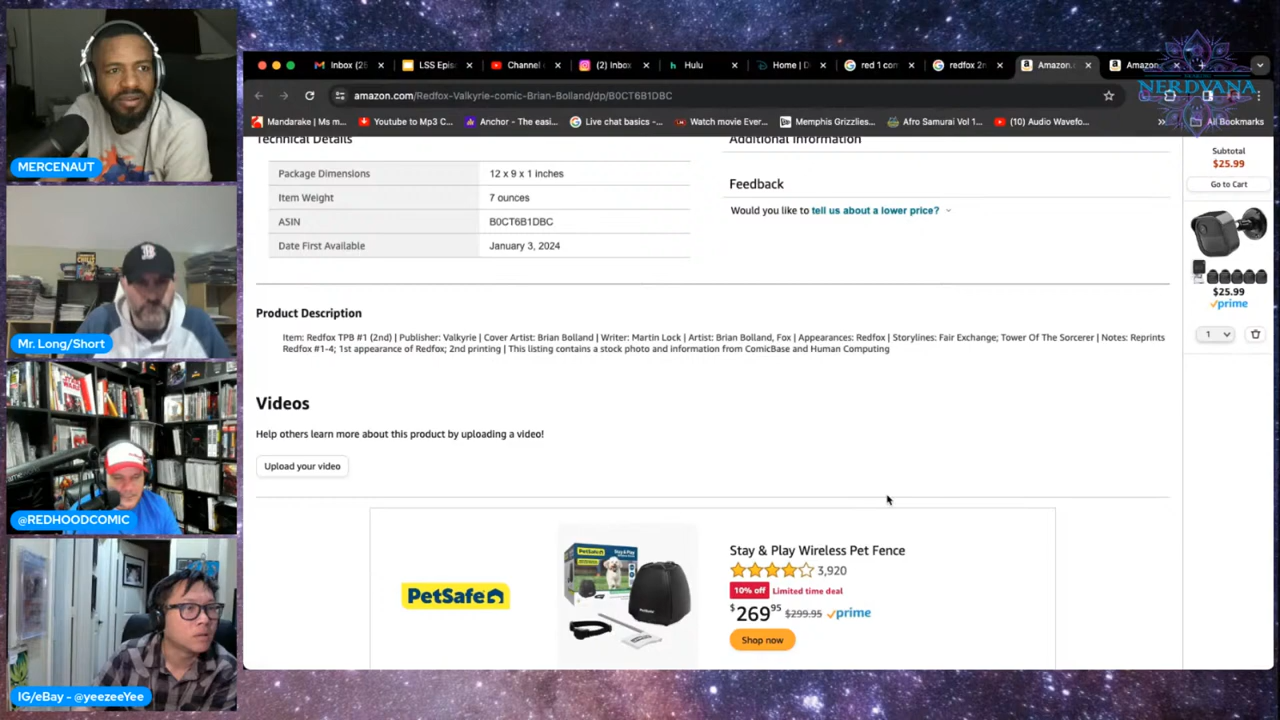 MERCENAUT
Mr. Long/Short
@REDHOODCOMIC
IG/eBay - @yeezeeYee
Inbox (25
LSS Episo
Channel
(2) Inbox
Hulu
Home | D
red 1 com
redfox 2n
Amazon.
Amazon
NERDVANA
amazon.com/Redfox-Valkyrie-comic-Brian-Bolland/dp/B0CT6B1DBC
Mandarake | Ms m...
Youtube to Mp3 C...
Anchor - The easi...
Live chat basics -...
Watch movie Ever...
Memphis Grizzlies...
Afro Samurai Vol 1...
(10) Audio Wavefo...
»
All Bookmarks
Technical Details
Package Dimensions 12 x 9 x 1 inches
Item Weight 7 ounces
ASIN B0CT6B1DBC
Date First Available January 3, 2024
Additional Information
Feedback
Would you like to tell us about a lower price?
Product Description
Item: Redfox TPB #1 (2nd) | Publisher: Valkyrie | Cover Artist: Brian Bolland | Writer: Martin Lock | Artist: Brian Bolland, Fox | Appearances: Redfox | Storylines: Fair Exchange; Tower Of The Sorcerer | Notes: Reprints
Redfox #1-4; 1st appearance of Redfox; 2nd printing | This listing contains a stock photo and information from ComicBase and Human Computing
Videos
Help others learn more about this product by uploading a video!
Upload your video
PetSafe
Stay & Play Wireless Pet Fence
3,920
10% off Limited time deal
$269.95 $299.95 prime
Shop now
Subtotal
$25.99
Go to Cart
$25.99
prime
1